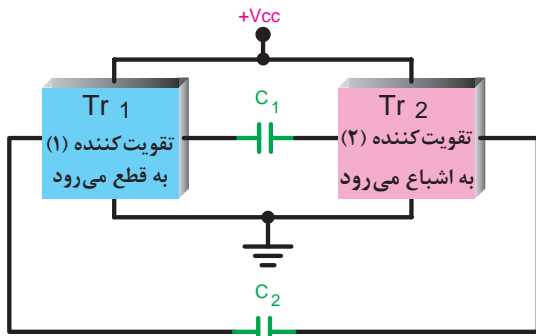 +Vcc
Tr 1
تقویت‌کننده (۱)
به قطع می‌رود
C1
Tr 2
تقویت‌کننده (۲)
به اشباع می‌رود
C2